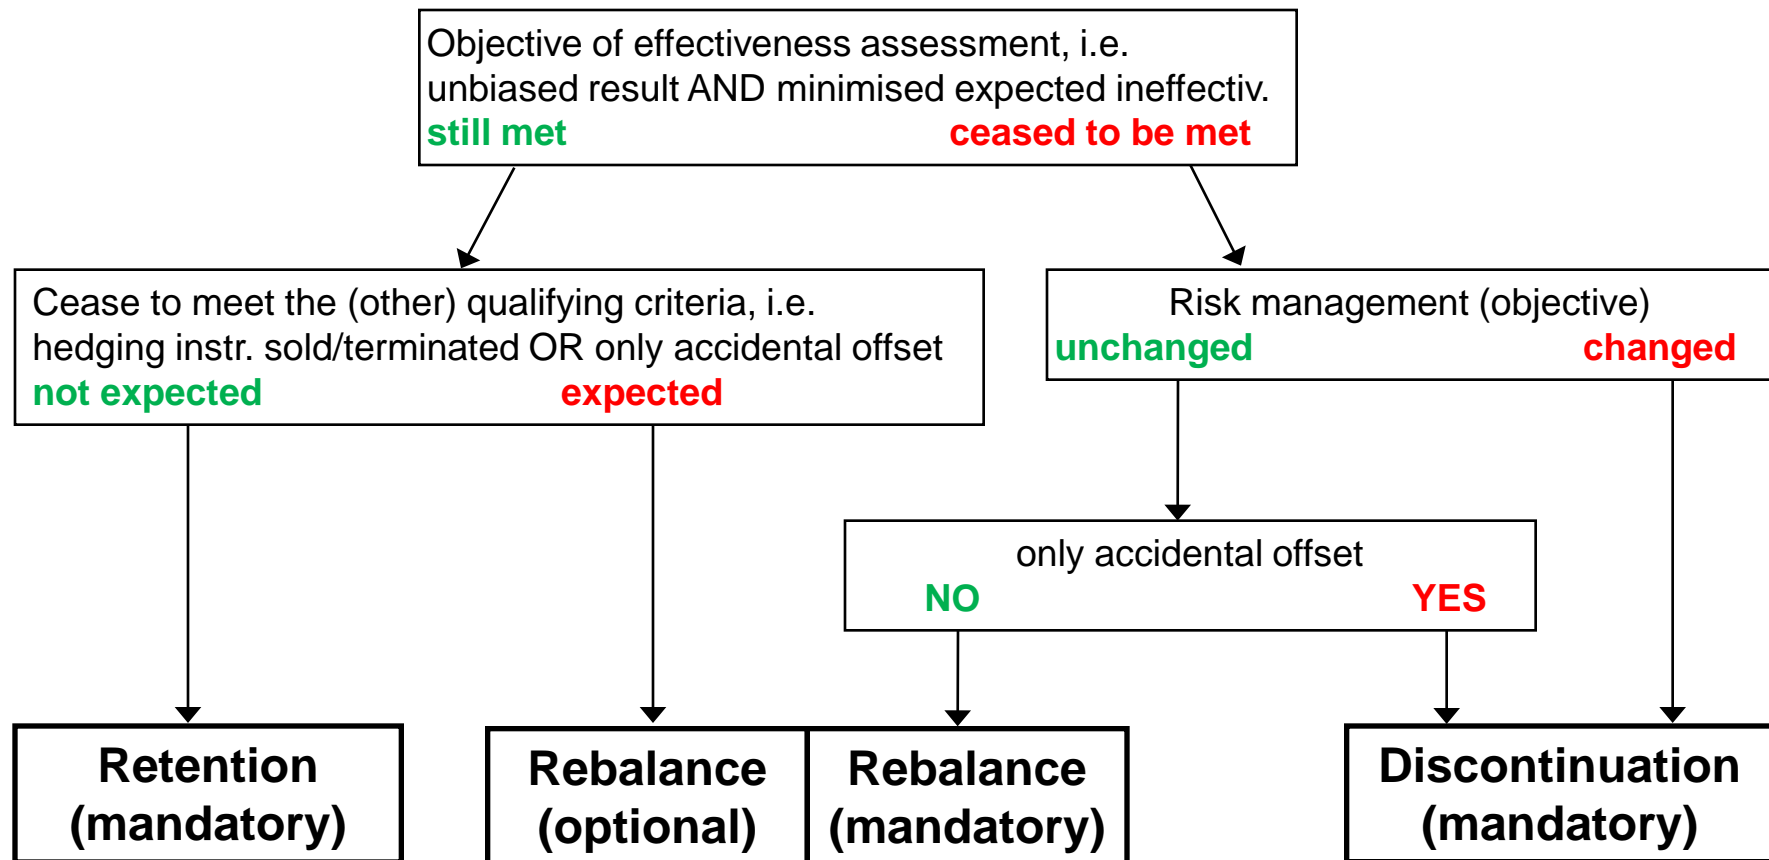 Objective of effectiveness assessment, i.e.
unbiased result AND minimised expected ineffectiv.
still met ceased to be met
Cease to meet the (other) qualifying criteria, i.e.
hedging instr. sold/terminated OR only accidental offset
not expected expected
Risk management (objective)
unchanged changed
only accidental offset
NO YES
Retention
(mandatory)
Rebalance
(optional)
Rebalance
(mandatory)
Discontinuation
(mandatory)